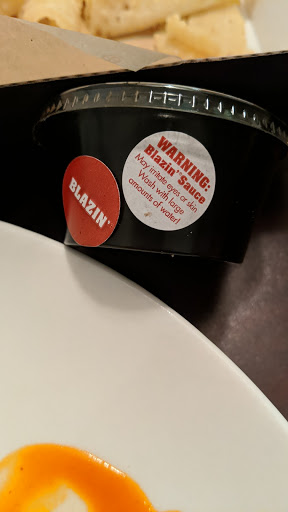 BLAZIN'
WARNING:
Blazin'® Sauce
May irritate eyes or skin
Wash with large
amounts of water!